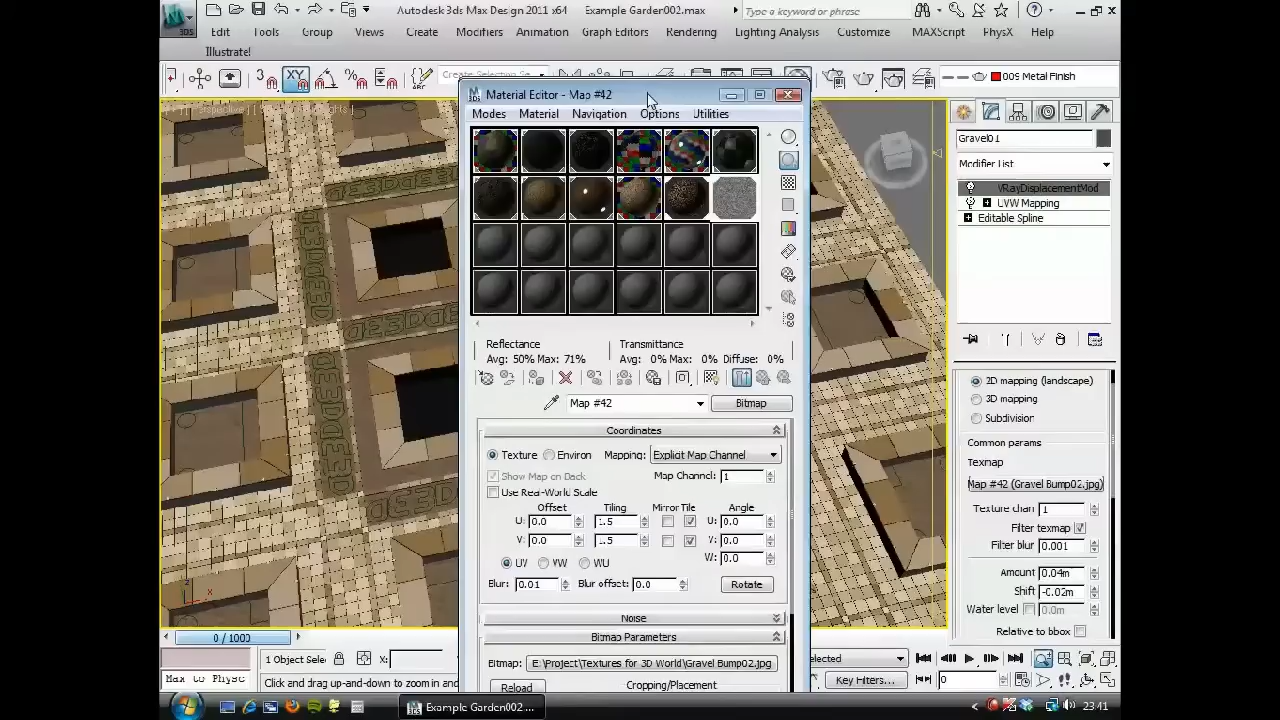 Autodesk 3ds Max Design 2011 x64 Example Garden002.max
Type a keyword or phrase
Edit Tools Group Views Create Modifiers Animation Graph Editors Rendering Lighting Analysis Customize MAXScript PhysX Help
Illustrate!
3 XY % Create Selection Se
009 Metal Finish
Material Editor - Map #42
Modes Material Navigation Options Utilities
Gravel01
Modifier List
VRayDisplacementMod
UVW Mapping
Editable Spline
Reflectance
Avg: 50% Max: 71%
Transmittance
Avg: 0% Max: 0% Diffuse: 0%
Map #42 Bitmap
Coordinates
Texture Environ Mapping: Explicit Map Channel
Show Map on Back Map Channel: 1
Use Real-World Scale
Offset Tiling Mirror Tile Angle
U: 0.0 1.5 U: 0.0
V: 0.0 1.5 V: 0.0
W: 0.0
UV VW WU
Blur: 0.01 Blur offset: 0.0 Rotate
Noise
Bitmap Parameters
Bitmap: E:\Project\Textures for 3D World\Gravel Bump02.jpg
Reload Cropping/Placement
2D mapping (landscape)
3D mapping
Subdivision
Common params
Texmap
Map #42 (Gravel Bump02.jpg)
Texture chan 1
Filter texmap
Filter blur 0.001
Amount 0.04m
Shift -0.02m
Water level 0.0m
Relative to bbox
0 / 1000
1 Object Selec X:
Max to Physc Click and drag up-and-down to zoom in and
elected
Key Filters... 0
Example Garden002....
23:41